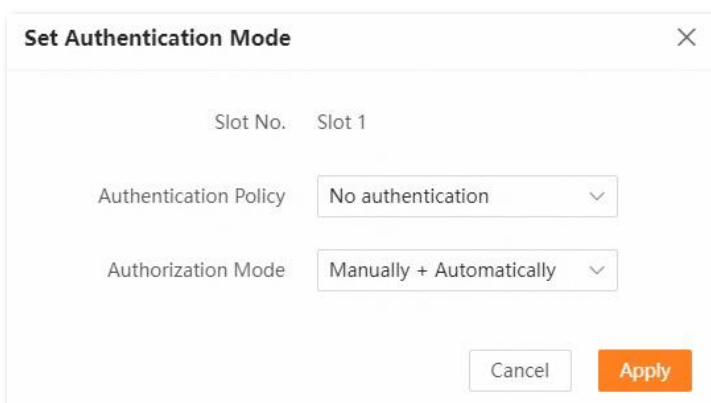 Set Authentication Mode
Slot No. Slot 1
Authentication Policy No authentication
Authorization Mode Manually + Automatically
Cancel Apply